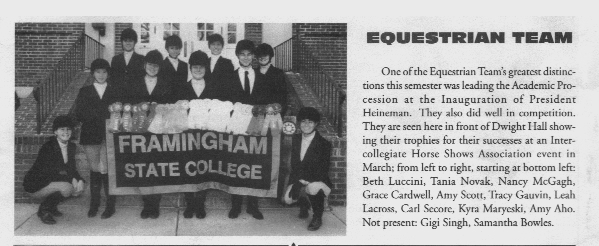 EQUESTRIAN TEAM
One of the Equestrian Team's greatest distinc-
tions this semester was leading the Academic Pro-
cession at the Inauguration of President
Heineman. They also did well in competition.
They are seen here in front of Dwight Hall show-
ing their trophies for their successes at an Inter-
collegiate Horse Shows Association event in
March; from left to right, starting at bottom left:
Beth Luccini, Tania Novak, Nancy McGagh,
Grace Cardwell, Amy Scott, Tracy Gauvin, Leah
Lacross, Carl Secore, Kyra Maryeski, Amy Aho.
Not present: Gigi Singh, Samantha Bowles.
FRAMINGHAM
STATE COLLEGE